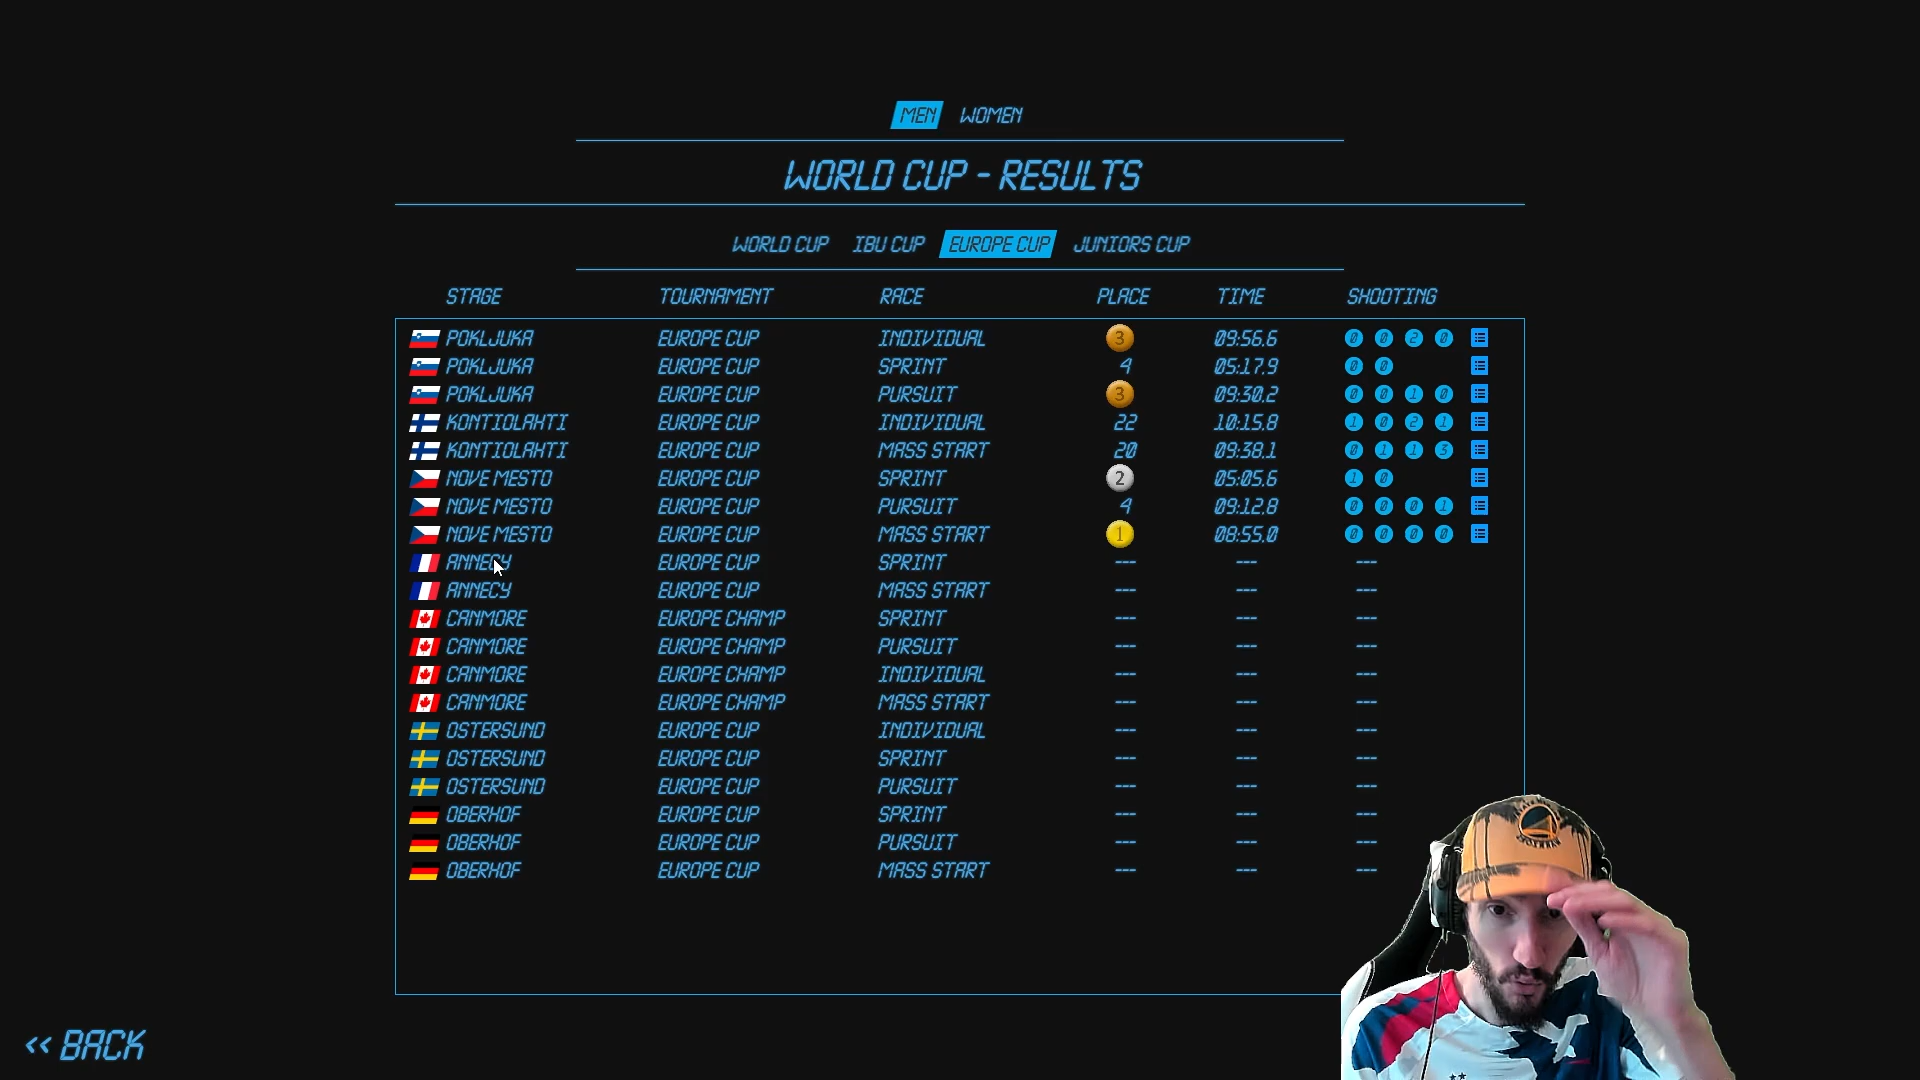 MEN WOMEN
WORLD CUP - RESULTS
WORLD CUP IBU CUP EUROPE CUP JUNIORS CUP
STAGE TOURNAMENT RACE PLACE TIME SHOOTING
POKLJUKA EUROPE CUP INDIVIDUAL 3 09:56.6 0 0 2 0
POKLJUKA EUROPE CUP SPRINT 4 05:17.9 0 0
POKLJUKA EUROPE CUP PURSUIT 3 09:30.2 0 0 1 0
KONTIOLAHTI EUROPE CUP INDIVIDUAL 22 10:15.8 1 0 2 1
KONTIOLAHTI EUROPE CUP MASS START 20 09:38.1 0 1 1 3
NOVE MESTO EUROPE CUP SPRINT 2 05:05.6 1 0
NOVE MESTO EUROPE CUP PURSUIT 4 09:12.8 0 0 0 1
NOVE MESTO EUROPE CUP MASS START 1 08:55.0 0 0 0 0
ANNECY EUROPE CUP SPRINT --- --- ---
ANNECY EUROPE CUP MASS START --- --- ---
CANMORE EUROPE CHAMP SPRINT --- --- ---
CANMORE EUROPE CHAMP PURSUIT --- --- ---
CANMORE EUROPE CHAMP INDIVIDUAL --- --- ---
CANMORE EUROPE CHAMP MASS START --- --- ---
OSTERSUND EUROPE CUP INDIVIDUAL --- --- ---
OSTERSUND EUROPE CUP SPRINT --- --- ---
OSTERSUND EUROPE CUP PURSUIT --- --- ---
OBERHOF EUROPE CUP SPRINT --- --- ---
OBERHOF EUROPE CUP PURSUIT --- --- ---
OBERHOF EUROPE CUP MASS START --- --- ---
<< BACK